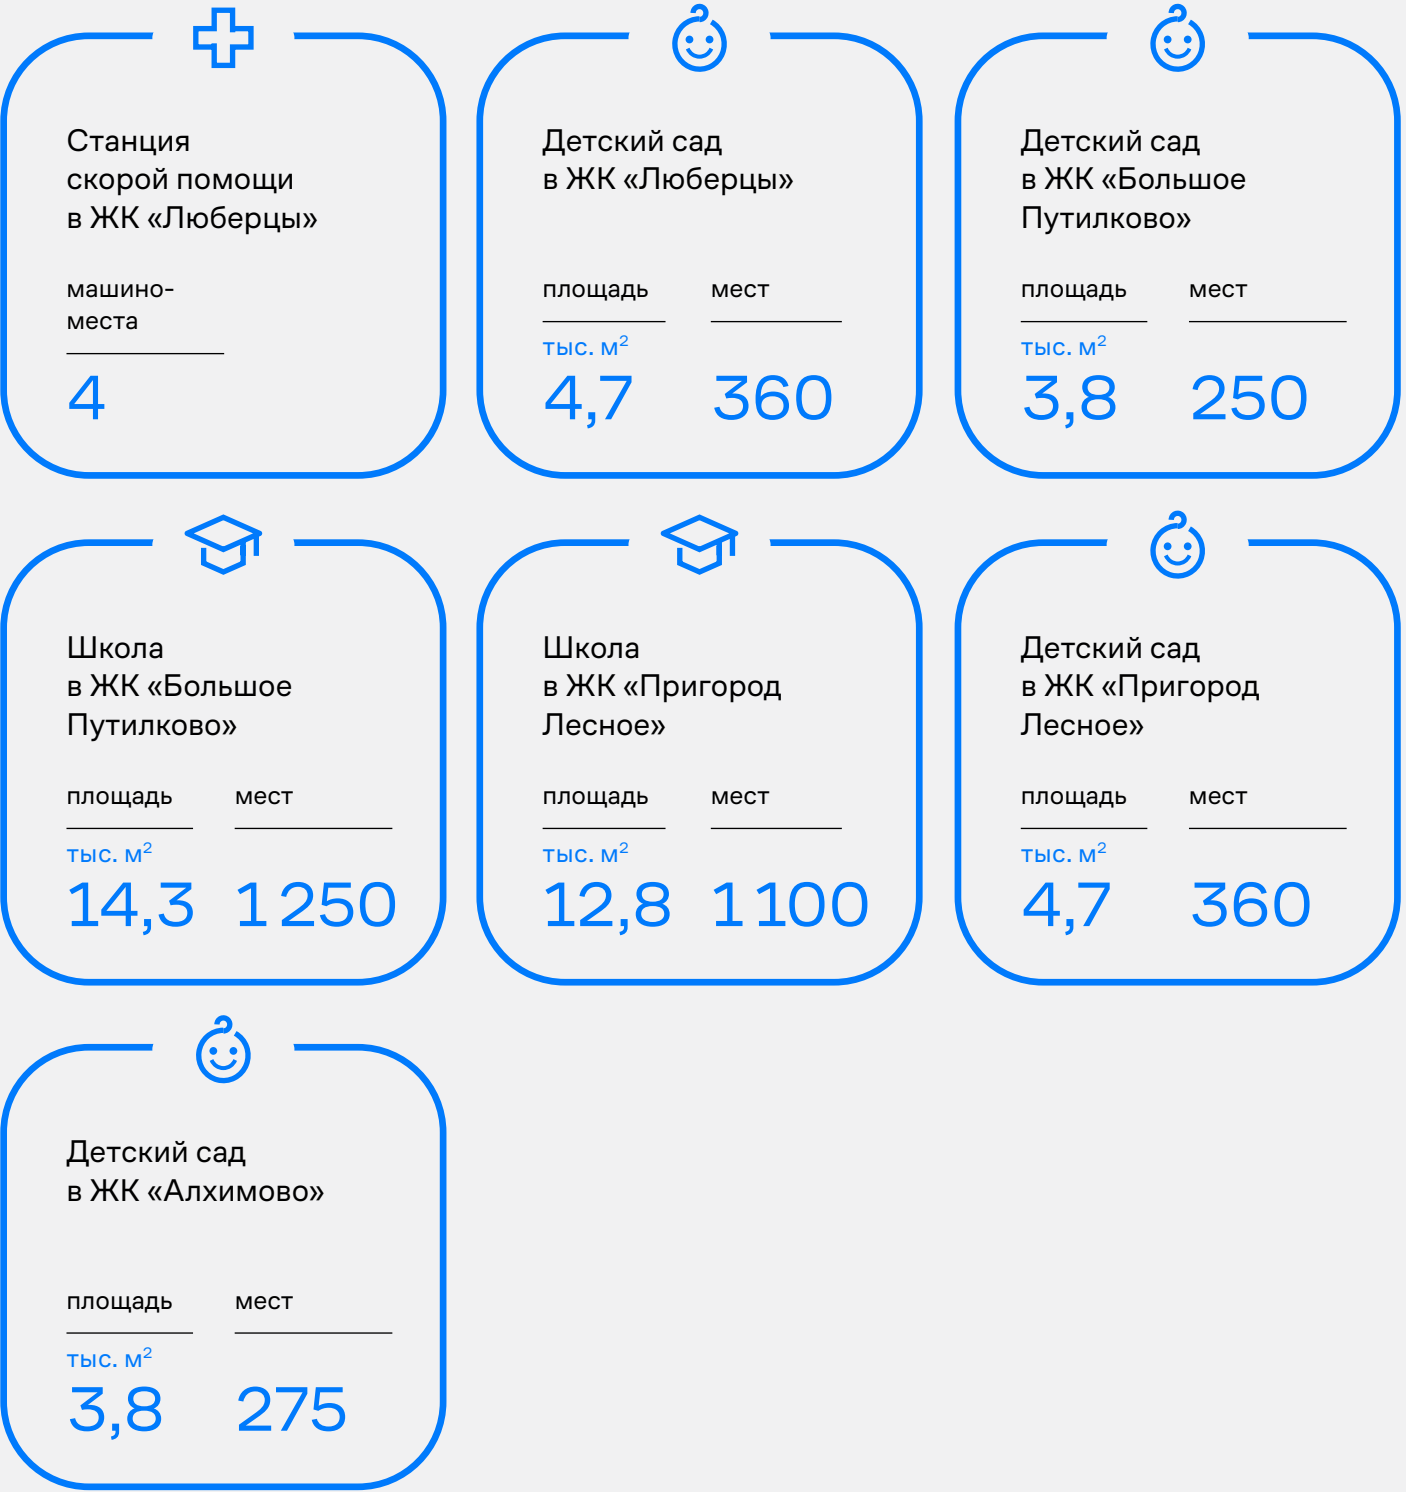 Станция
скорой помощи
в ЖК «Люберцы»
машино-
места
4
Детский сад
в ЖК «Люберцы»
площадь мест
тыс. м²
4,7 360
Детский сад
в ЖК «Большое
Путилково»
площадь мест
тыс. м²
3,8 250
Школа
в ЖК «Большое
Путилково»
площадь мест
тыс. м²
14,3 1 250
Школа
в ЖК «Пригород
Лесное»
площадь мест
тыс. м²
12,8 1 100
Детский сад
в ЖК «Пригород
Лесное»
площадь мест
тыс. м²
4,7 360
Детский сад
в ЖК «Алхимово»
площадь мест
тыс. м²
3,8 275